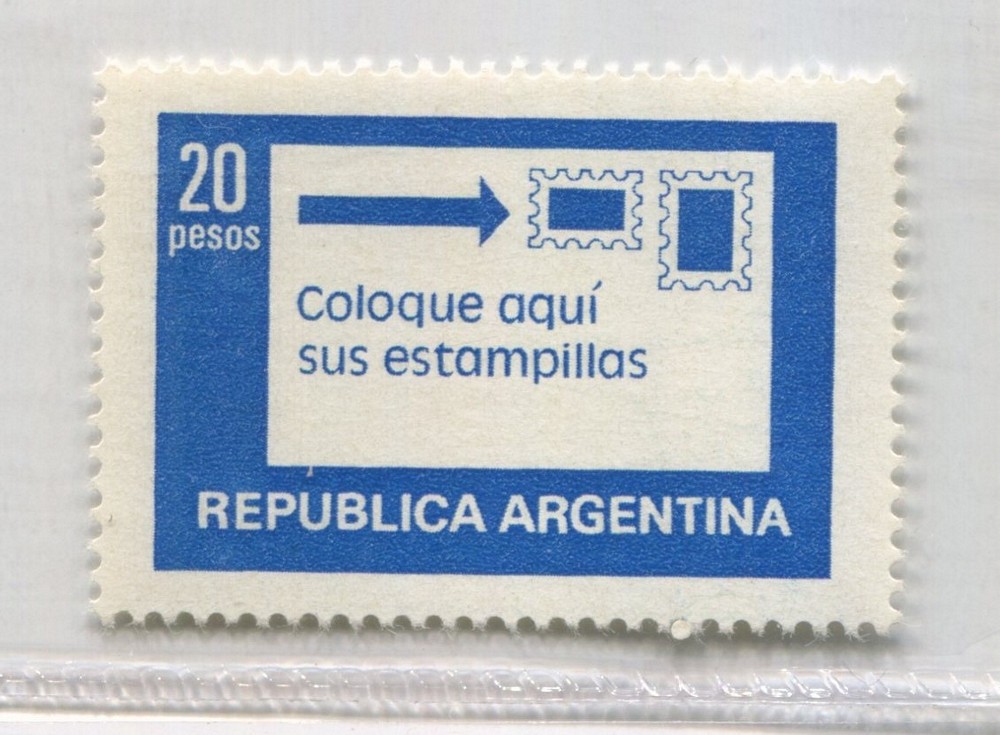 20
pesos
Coloque aquí
sus estampillas
REPUBLICA ARGENTINA